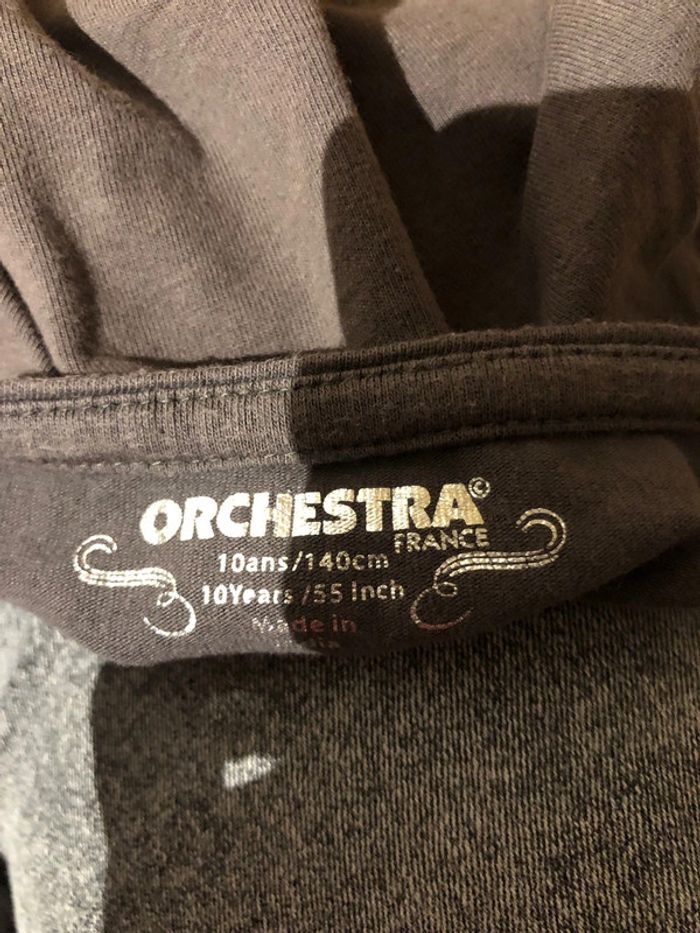 ORCHESTRA©
FRANCE
10ans/140cm
10Years/55 Inch
Made in